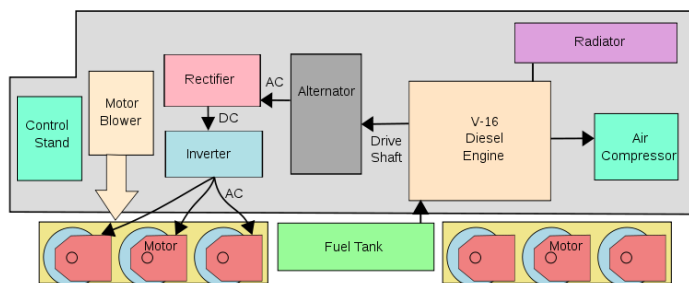 Radiator
Rectifier
AC
Alternator
Motor
Blower
Control
Stand
DC
V-16
Diesel
Engine
Drive
Shaft
Air
Compressor
Inverter
AC
Motor
Fuel Tank
Motor